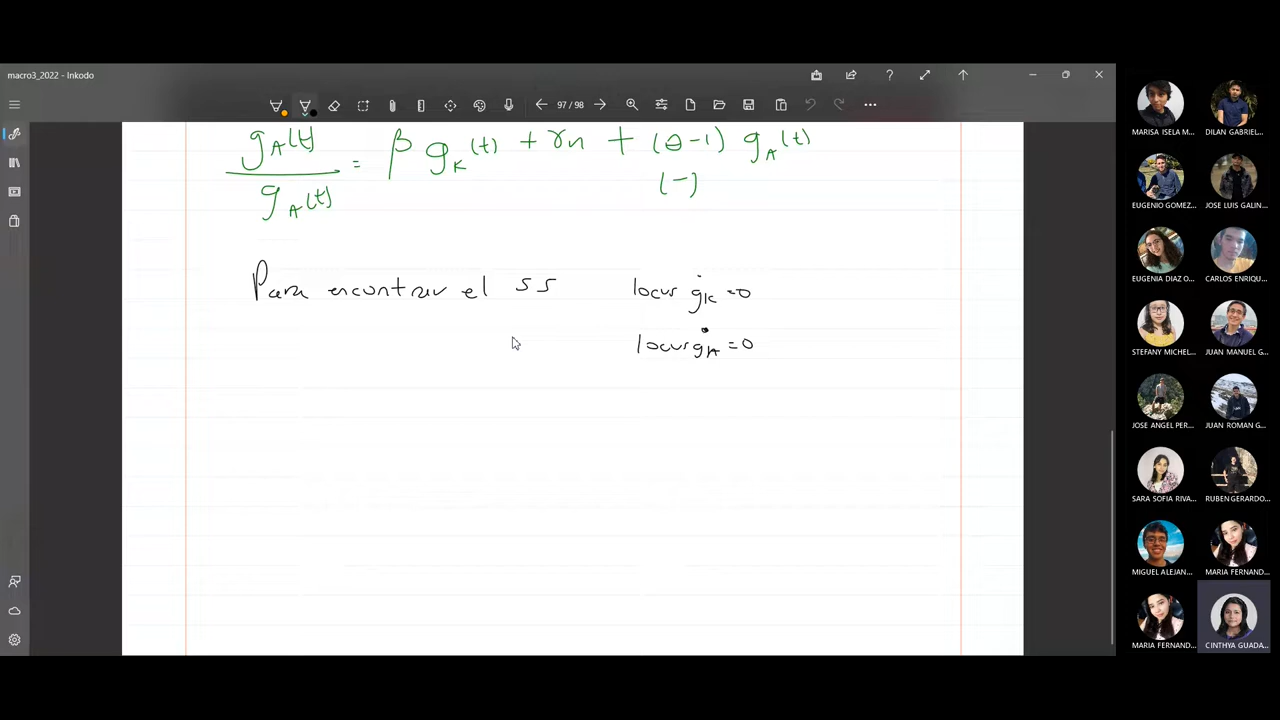 macro3_2022 - Inkodo
97 / 98
gA(t)/gA(t) = β gK(t) + γn + (θ-1) gA(t)
(-)
Para encontrar el SS locus ġK = 0
locus ġA = 0
MARISA ISELA M...
DILAN GABRIEL...
EUGENIO GOMEZ...
JOSE LUIS GALIN...
EUGENIA DIAZ O...
CARLOS ENRIQU...
STEFANY MICHEL...
JUAN MANUEL G...
JOSE ANGEL PER...
JUAN ROMAN G...
SARA SOFIA RIVA...
RUBEN GERARDO...
MIGUEL ALEJAN...
MARIA FERNAND...
MARIA FERNAND...
CINTHYA GUADA...